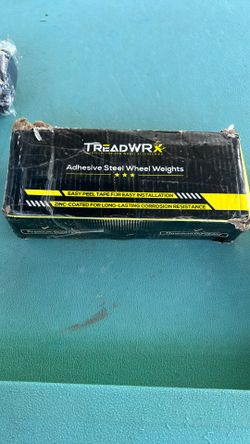 TREADWRX
Adhesive Steel Wheel Weights
EASY PEEL TAPE FOR EASY INSTALLATION
ZINC-COATED FOR LONG-LASTING CORROSION RESISTANCE